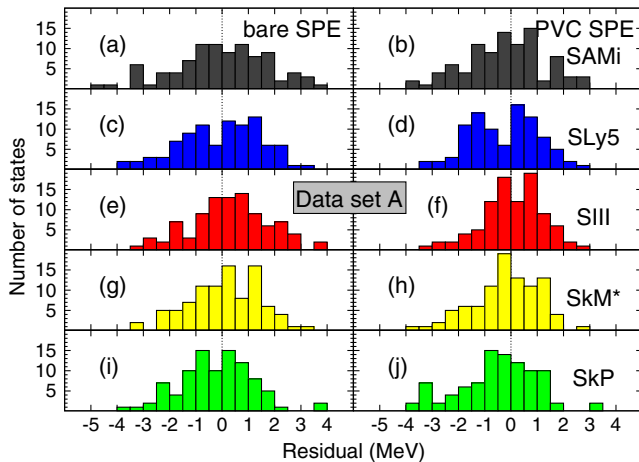 bare SPE
PVC SPE
15
10
5
(a)
(b)
SAMi
15
10
5
(c)
(d)
SLy5
Number of states
15
10
5
(e)
Data set A
(f)
SIII
15
10
5
(g)
(h)
SkM*
15
10
5
(i)
(j)
SkP
-5 -4 -3 -2 -1 0 1 2 3 4
-5 -4 -3 -2 -1 0 1 2 3 4
Residual (MeV)
Residual (MeV)